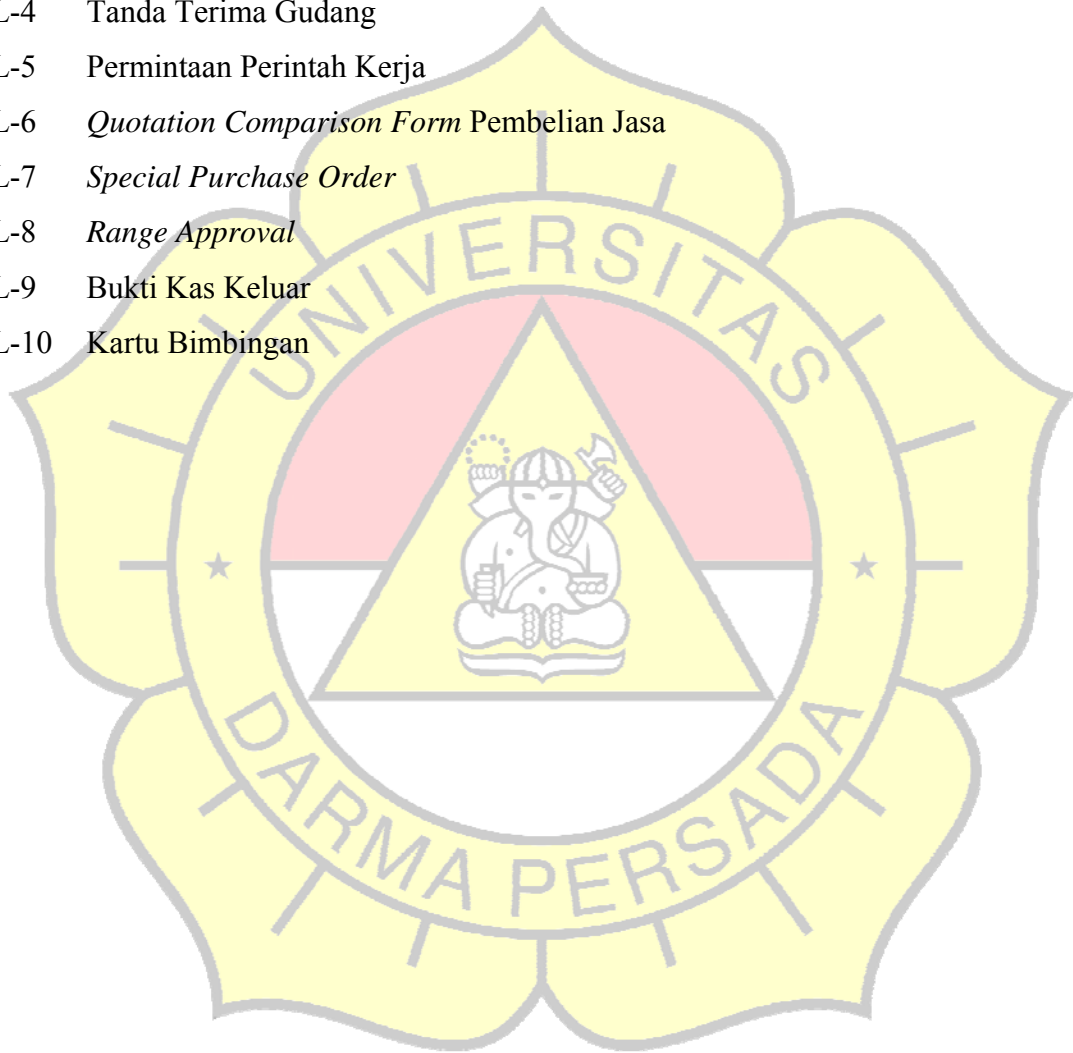 L-4 Tanda Terima Gudang
L-5 Permintaan Perintah Kerja
L-6 Quotation Comparison Form Pembelian Jasa
L-7 Special Purchase Order
L-8 Range Approval
L-9 Bukti Kas Keluar
L-10 Kartu Bimbingan
UNIVERSITAS
DARMA PERSADA